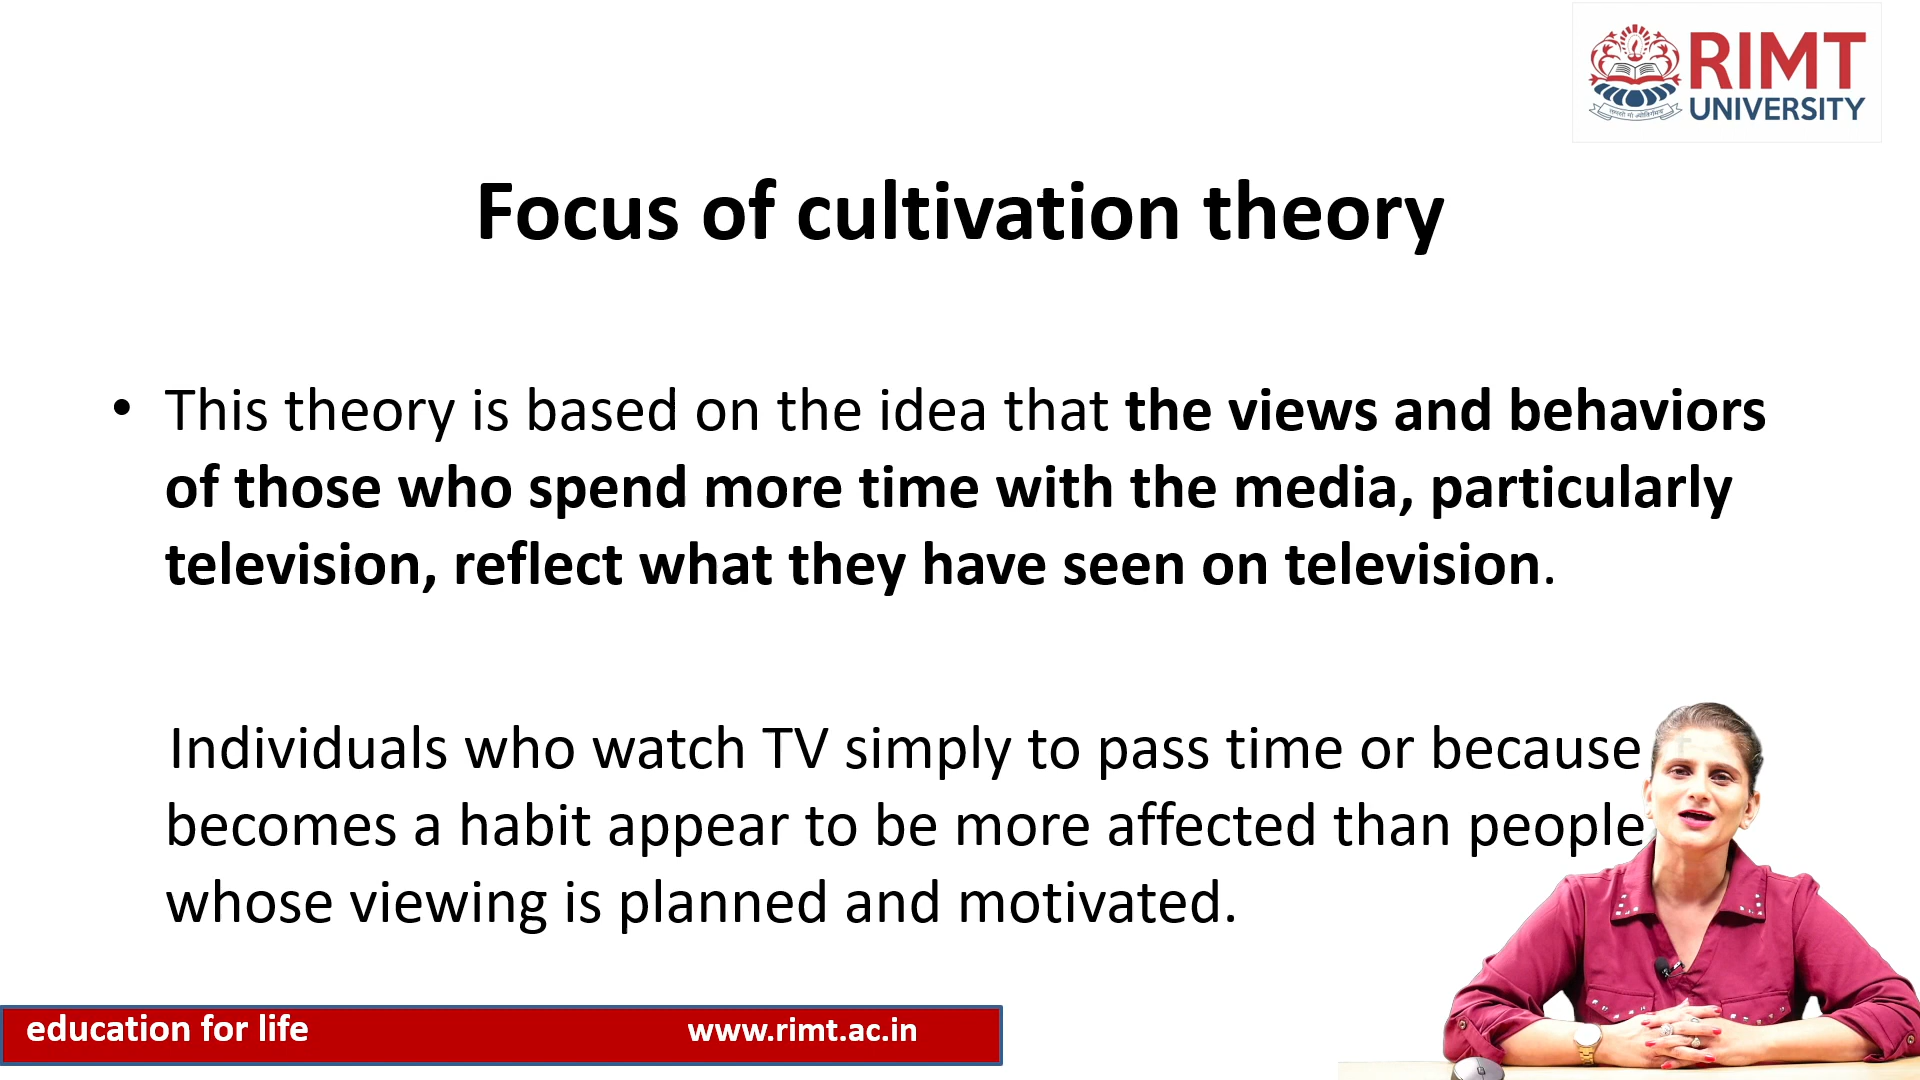 RIMT
UNIVERSITY
Focus of cultivation theory
• This theory is based on the idea that the views and behaviors
of those who spend more time with the media, particularly
television, reflect what they have seen on television.
Individuals who watch TV simply to pass time or because
becomes a habit appear to be more affected than people
whose viewing is planned and motivated.
education for life www.rimt.ac.in